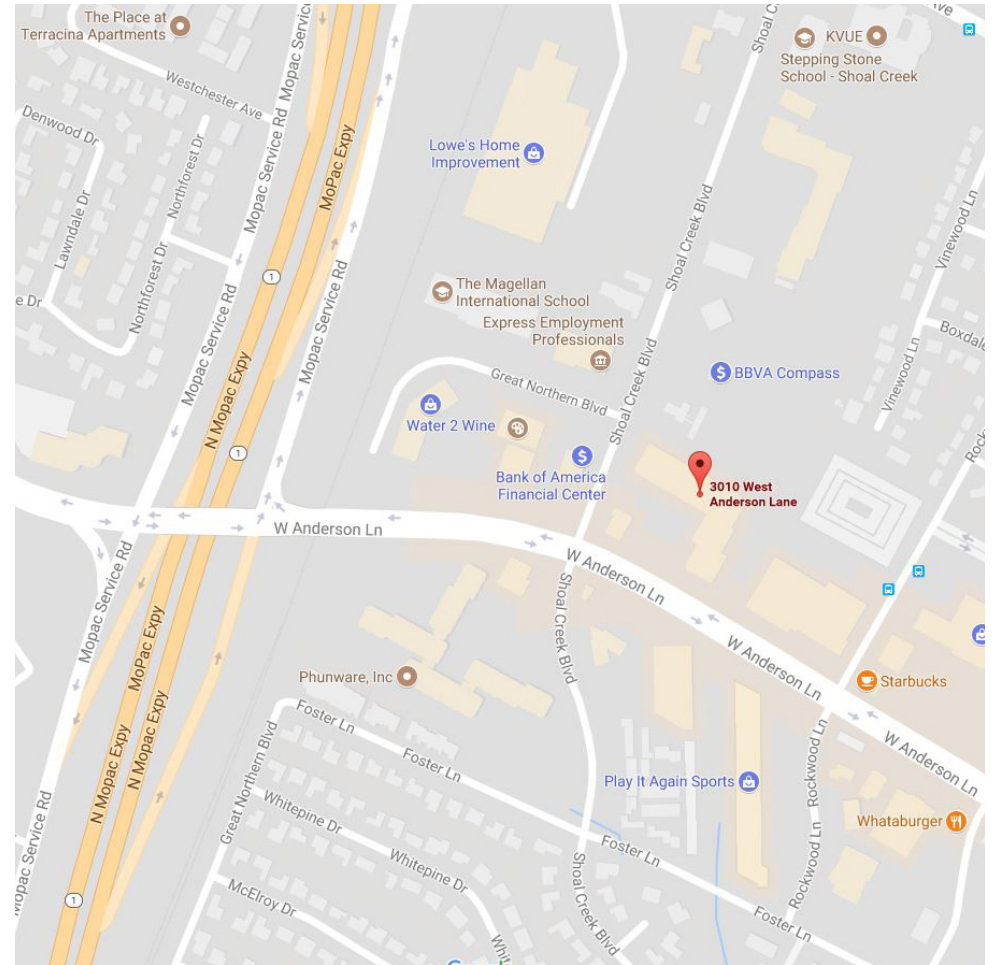 The Place at
Terracina Apartments
KVUE
Stepping Stone
School - Shoal Creek
Westchester Ave
Denwood Dr
Mopac Service Rd
Mopac Service Rd
MoPac Expy
Lowe's Home
Improvement
Northforest Dr
Lawndale Dr
Northforest Dr
Shoal Creek Blvd
Vinewood Ln
1
Mopac Service Rd
Mopac Service Rd
The Magellan
International School
Express Employment
Professionals
Boxdale
BBVA Compass
Great Northern Blvd
Shoal Creek Blvd
Vinewood Ln
N Mopac Expy
1
Water 2 Wine
Bank of America
Financial Center
3010 West
Anderson Lane
W Anderson Ln
W Anderson Ln
Mopac Service Rd
Shoal Creek Blvd
MoPac Expy
N Mopac Expy
W Anderson Ln
Phunware, Inc
Starbucks
Foster Ln
Foster Ln
W Anderson Ln
N Mopac Expy
Great Northern Blvd
Play It Again Sports
Rockwood Ln
Whitepine Dr
Whitepine Dr
Whataburger
Mopac Service Rd
Foster Ln
Rockwood Ln
McElroy Dr
Shoal Creek Blvd
Foster Ln
1